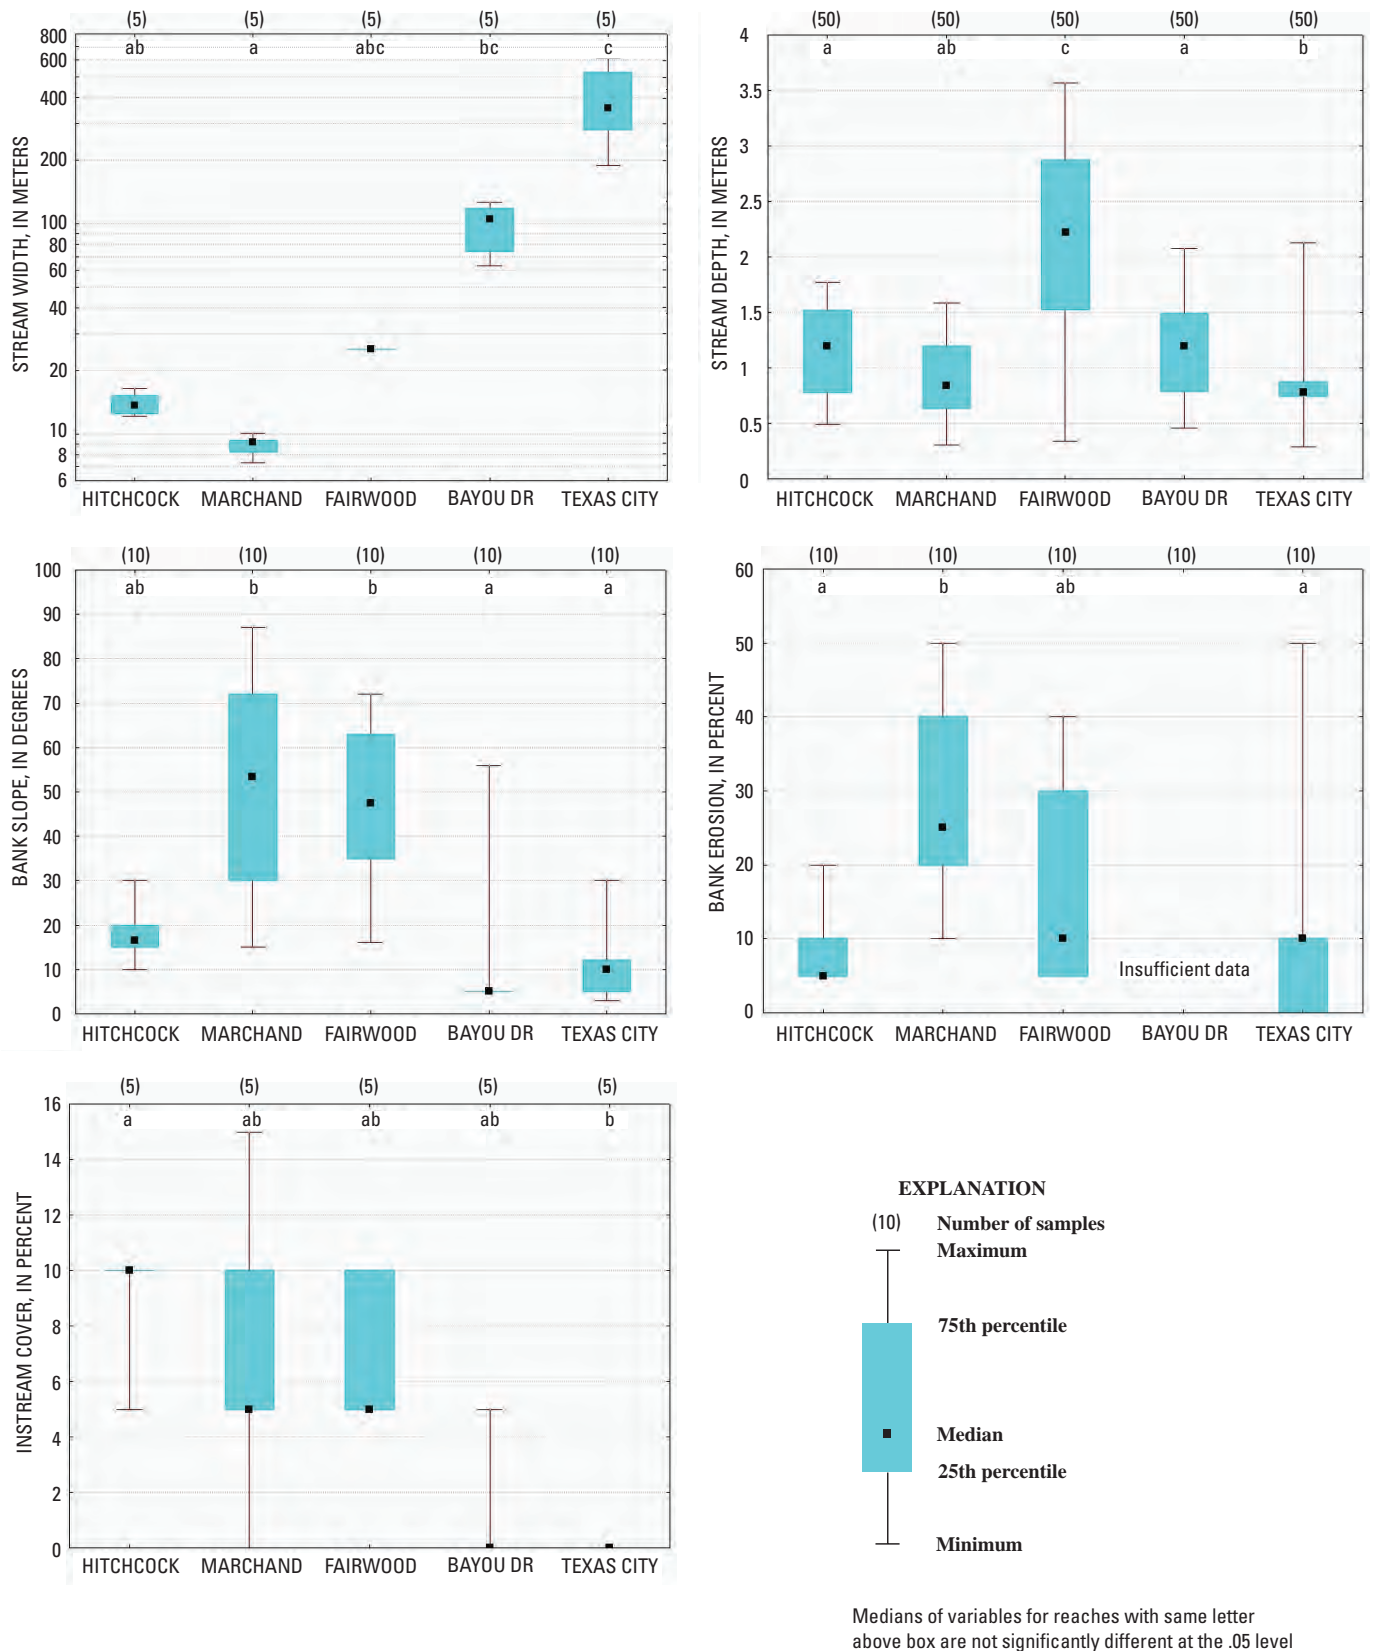 (5) (5) (5) (5) (5)
ab a abc bc c
800
600
400
200
100
80
60
40
20
10
8
6
STREAM WIDTH, IN METERS
HITCHCOCK MARCHAND FAIRWOOD BAYOU DR TEXAS CITY
(50) (50) (50) (50) (50)
a ab c a b
4
3.5
3
2.5
2
1.5
1
0.5
0
STREAM DEPTH, IN METERS
HITCHCOCK MARCHAND FAIRWOOD BAYOU DR TEXAS CITY
(10) (10) (10) (10) (10)
ab b b a a
100
90
80
70
60
50
40
30
20
10
0
BANK SLOPE, IN DEGREES
HITCHCOCK MARCHAND FAIRWOOD BAYOU DR TEXAS CITY
(10) (10) (10) (10) (10)
a b ab a
60
50
40
30
20
10
0
BANK EROSION, IN PERCENT
Insufficient data
HITCHCOCK MARCHAND FAIRWOOD BAYOU DR TEXAS CITY
(5) (5) (5) (5) (5)
a ab ab ab b
16
14
12
10
8
6
4
2
0
INSTREAM COVER, IN PERCENT
HITCHCOCK MARCHAND FAIRWOOD BAYOU DR TEXAS CITY
EXPLANATION
(10) Number of samples
Maximum
75th percentile
Median
25th percentile
Minimum
Medians of variables for reaches with same letter
above box are not significantly different at the .05 level